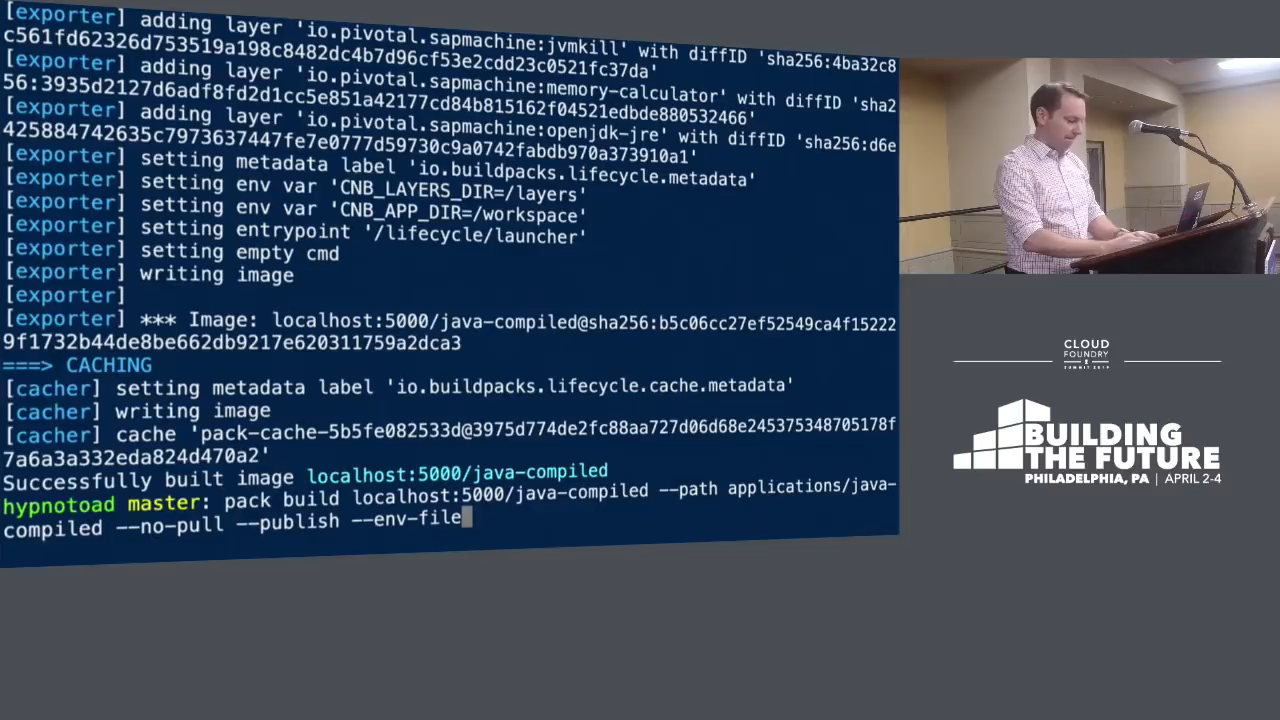 [exporter] adding layer 'io.pivotal.sapmachine:jvmkill' with diffID 'sha256:4ba32c8
c561fd62326d753519a198c8482dc4b7d96cf53e2cdd23c0521fc37da'
[exporter] adding layer 'io.pivotal.sapmachine:memory-calculator' with diffID 'sha2
56:3935d2127d6adf8fd2d1cc5e851a42177cd84b815162f04521edbde880532466'
[exporter] adding layer 'io.pivotal.sapmachine:openjdk-jre' with diffID 'sha256:d6e
425884742635c7973637447fe7e0777d59730c9a0742fabdb970a373910a1'
[exporter] setting metadata label 'io.buildpacks.lifecycle.metadata'
[exporter] setting env var 'CNB_LAYERS_DIR=/layers'
[exporter] setting env var 'CNB_APP_DIR=/workspace'
[exporter] setting entrypoint '/lifecycle/launcher'
[exporter] setting empty cmd
[exporter] writing image
[exporter]
[exporter] *** Image: localhost:5000/java-compiled@sha256:b5c06cc27ef52549ca4f15222
9f1732b44de8be662db9217e620311759a2dca3
===> CACHING
[cacher] setting metadata label 'io.buildpacks.lifecycle.cache.metadata'
[cacher] writing image
[cacher] cache 'pack-cache-5b5fe082533d@3975d774de2fc88aa727d06d68e245375348705178f
7a6a3a332eda824d470a2'
Successfully built image localhost:5000/java-compiled
hypnotoad master: pack build localhost:5000/java-compiled --path applications/java-
compiled --no-pull --publish --env-file
CLOUD
FOUNDRY
SUMMIT 2019
BUILDING
THE FUTURE
PHILADELPHIA, PA | APRIL 2-4